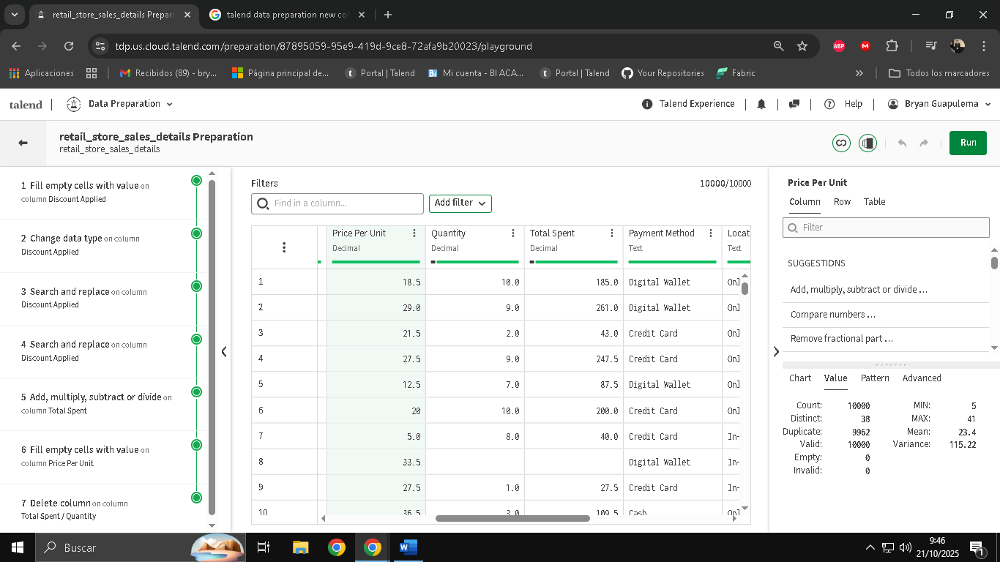 retail_store_sales_details Prepara
talend data preparation new col
tdp.us.cloud.talend.com/preparation/87895059-95e9-419d-9ce8-72afa9b20023/playground
ABP
M
Aplicaciones
Recibidos (89) - bry...
Página principal de...
Portal | Talend
Mi cuenta - BI ACA...
Portal | Talend
Your Repositories
Fabric
Todos los marcadores
talend
Data Preparation
Talend Experience
Help
Bryan Guapulema
retail_store_sales_details Preparation
retail_store_sales_details
Run
1 Fill empty cells with value on
column Discount Applied
2 Change data type on column
Discount Applied
3 Search and replace on column
Discount Applied
4 Search and replace on column
Discount Applied
5 Add, multiply, subtract or divide on
column Total Spent
6 Fill empty cells with value on
column Price Per Unit
7 Delete column on column
Total Spent / Quantity
Filters
10000/10000
Find in a column...
Add filter
Price Per Unit Quantity Total Spent Payment Method Locat
Decimal Decimal Decimal Text Text
1 18.5 10.0 185.0 Digital Wallet Onl
2 29.0 9.0 261.0 Digital Wallet Onl
3 21.5 2.0 43.0 Credit Card Onl
4 27.5 9.0 247.5 Credit Card Onl
5 12.5 7.0 87.5 Digital Wallet Onl
6 20 10.0 200.0 Credit Card Onl
7 5.0 8.0 40.0 Credit Card In-
8 33.5 Digital Wallet In-
9 27.5 1.0 27.5 Credit Card In-
10 36.5 3.0 109.5 Cash Onl
Price Per Unit
Column Row Table
Filter
SUGGESTIONS
Add, multiply, subtract or divide ...
Compare numbers ...
Remove fractional part ...
Chart Value Pattern Advanced
Count: 10000 MIN: 5
Distinct: 38 MAX: 41
Duplicate: 9962 Mean: 23.4
Valid: 10000 Variance: 115.22
Empty: 0
Invalid: 0
Buscar
9:46
21/10/2025
1